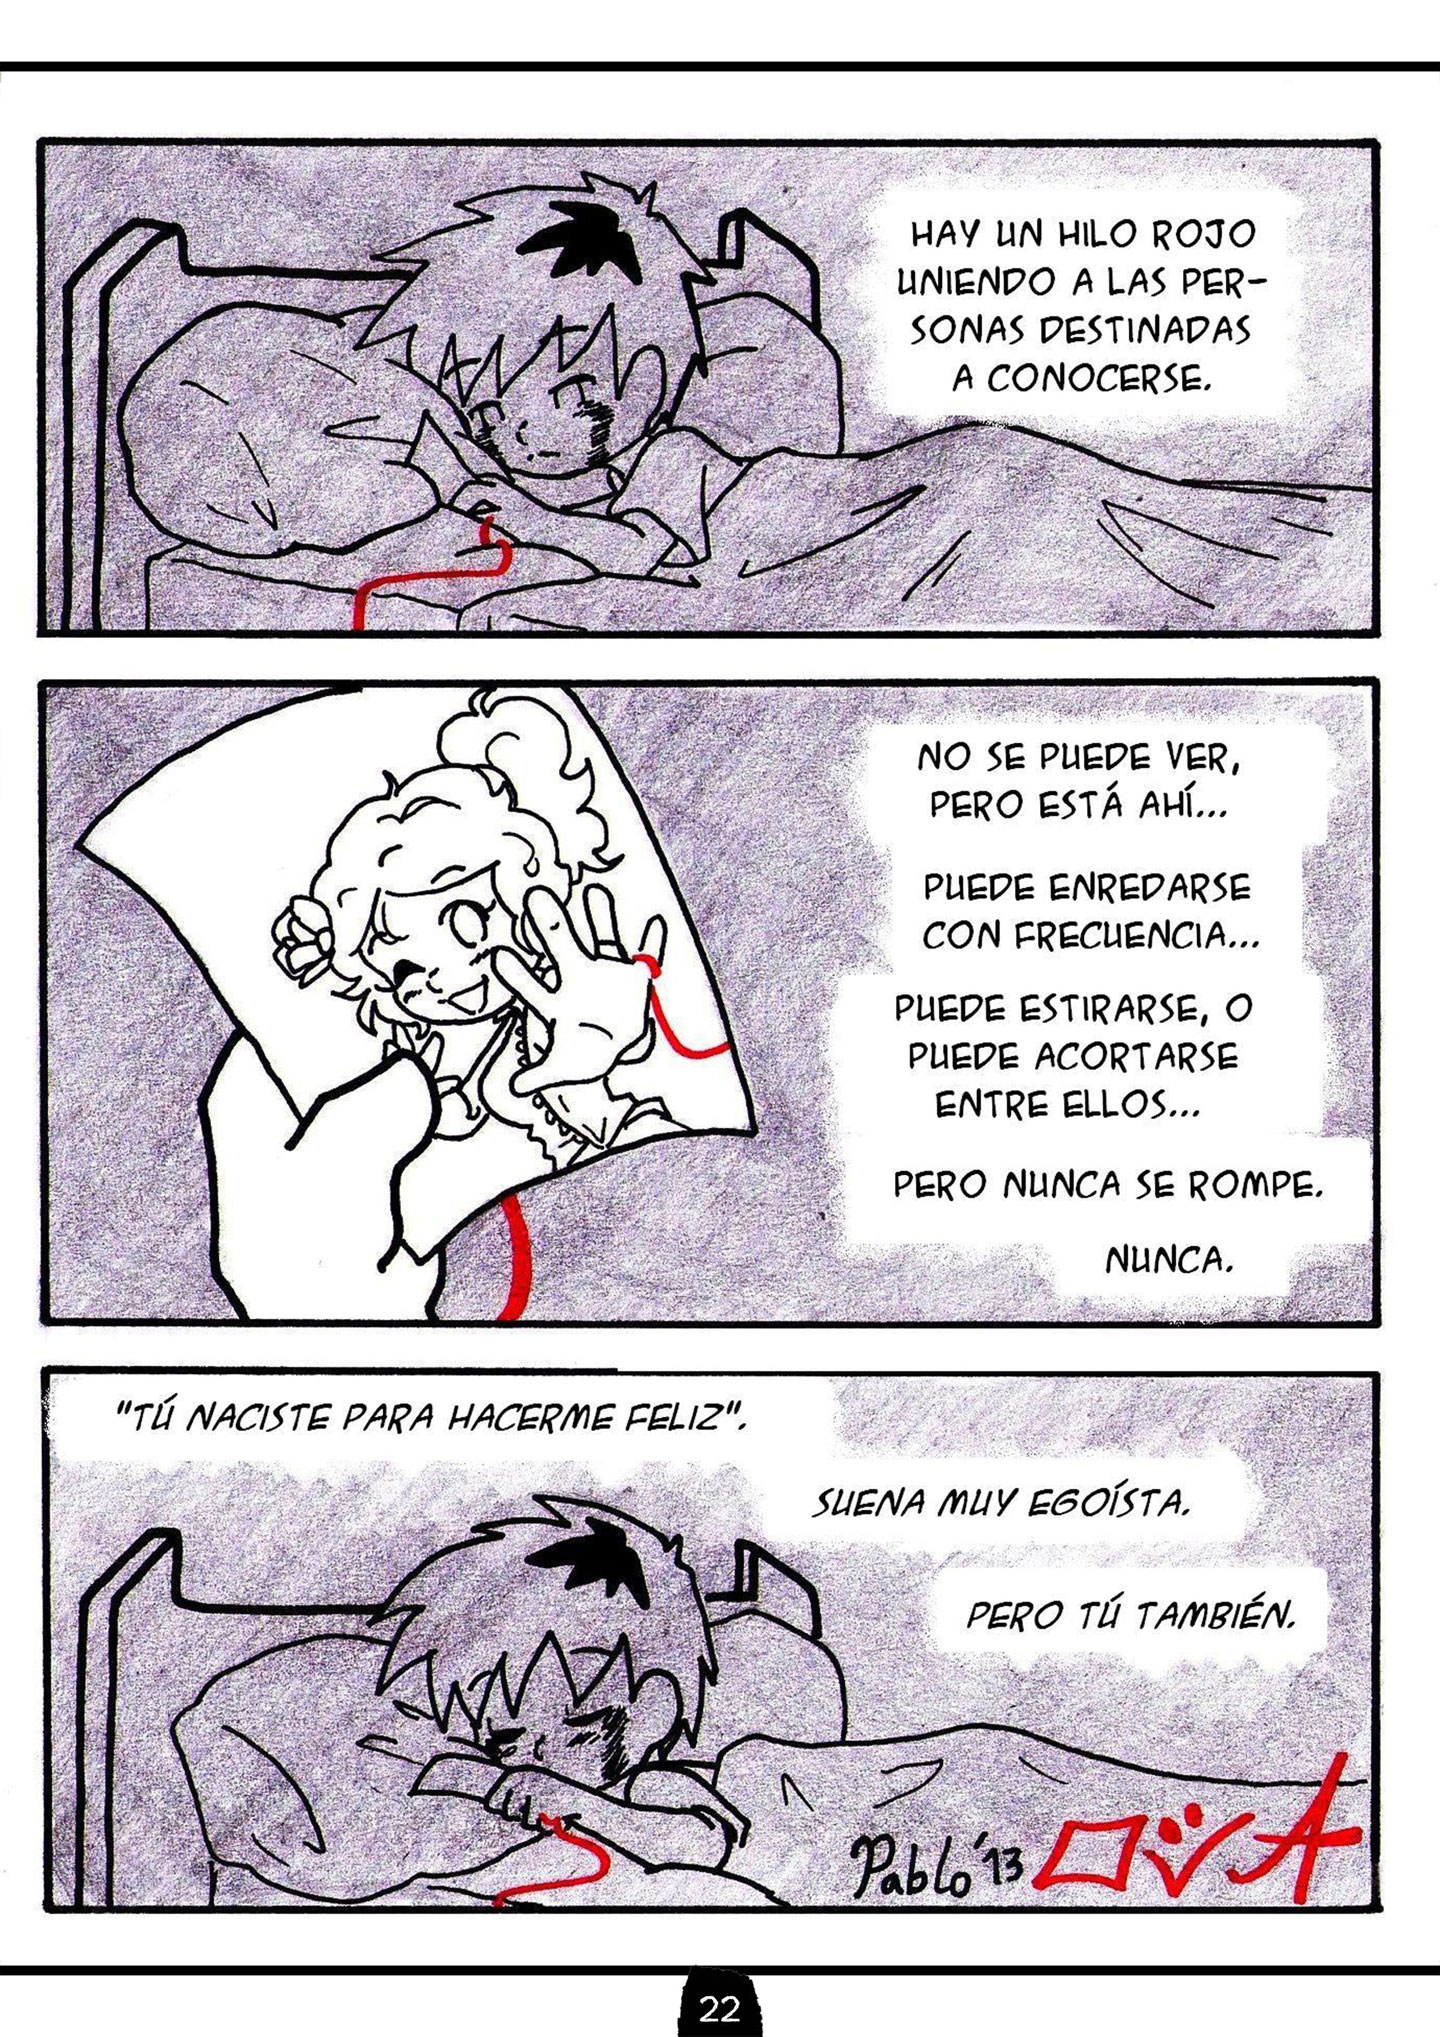 HAY UN HILO ROJO
UNIENDO A LAS PER-
SONAS DESTINADAS
A CONOCERSE.
NO SE PUEDE VER,
PERO ESTÁ AHÍ...
PUEDE ENREDARSE
CON FRECUENCIA...
PUEDE ESTIRARSE, O
PUEDE ACORTARSE
ENTRE ELLOS...
PERO NUNCA SE ROMPE.
NUNCA.
"TÚ NACISTE PARA HACERME FELIZ".
SUENA MUY EGOÍSTA.
PERO TÚ TAMBIÉN.
Pablo '13
22